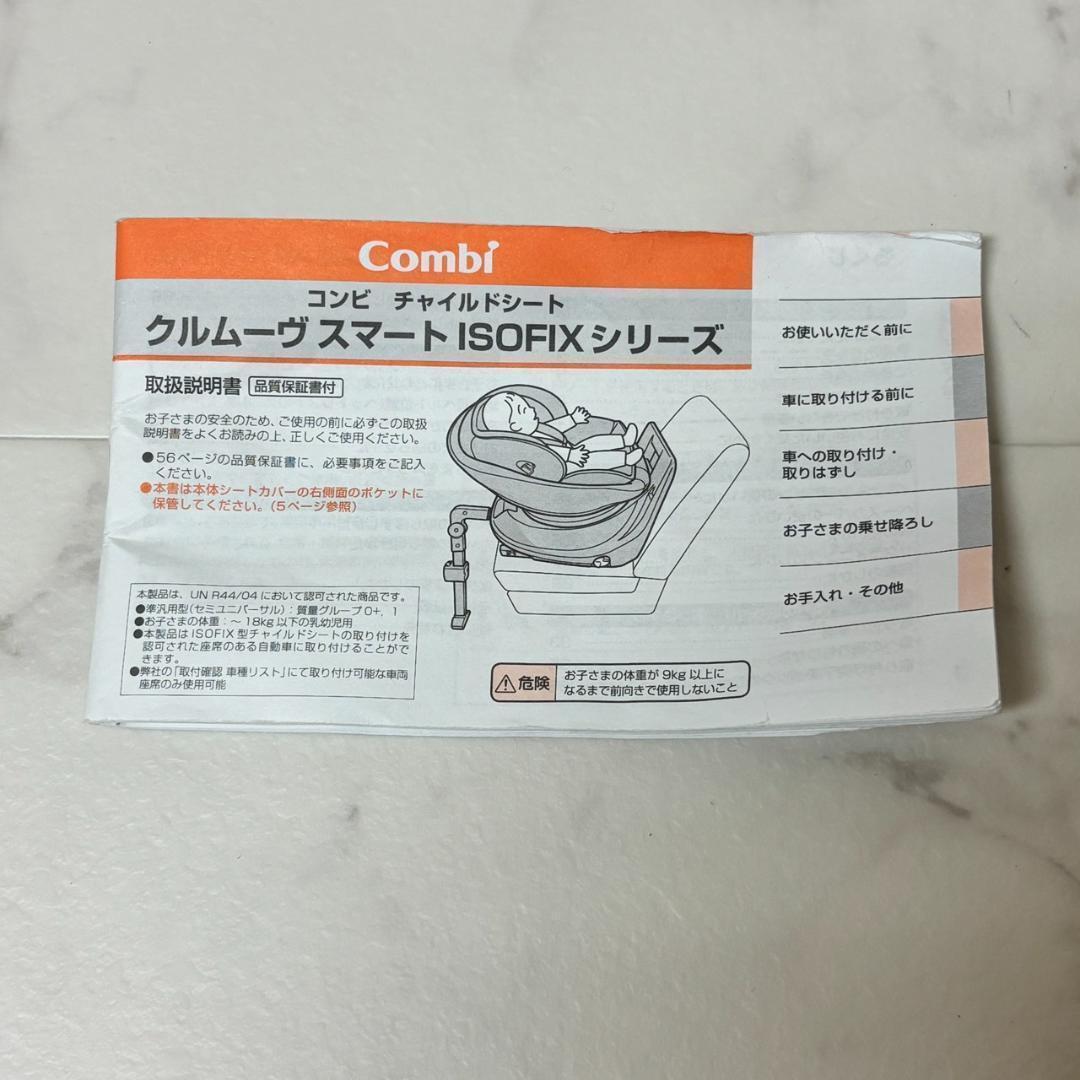 Combi
コンビ　チャイルドシート
クルムーヴ スマート ISOFIXシリーズ
取扱説明書 品質保証書付
お子さまの安全のため、ご使用の前に必ずこの取扱
説明書をよくお読みの上、正しくご使用ください。
●56ページの品質保証書に、必要事項をご記入
ください。
●本書は本体シートカバーの右側面のポケットに
保管してください。(5ページ参照)
本製品は、UN R44/04において認可された商品です。
●準汎用型(セミユニバーサル):質量グループ0+, 1
●お子さまの体重:～18kg以下の乳幼児用
●本製品はISOFIX型チャイルドシートの取り付けを
認可された座席のある自動車に取り付けることがで
きます。
●弊社の「取付確認 車種リスト」にて取り付け可能な車両
座席のみ使用可能
危険
お子さまの体重が9kg以上に
なるまで前向きで使用しないこと
お使いいただく前に
車に取り付ける前に
車への取り付け・
取りはずし
お子さまの乗せ降ろし
お手入れ・その他